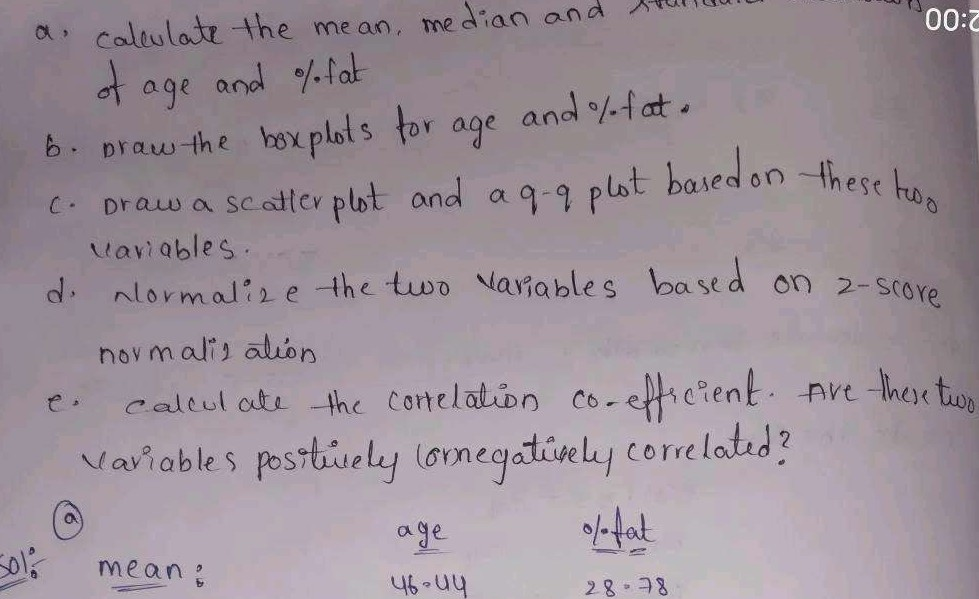 a. calculate the mean, median and
00:2
of age and %fat
b. Draw the boxplots for age and %fat.
c. Draw a scatter plot and a q-q plot based on these two
variables.
d. Normalize the two variables based on z-score
normalization
e. calculate the correlation co-efficient. Are these two
variables positively (or) negatively correlated?
(a) age %fat
sol: mean: 46.44 28.78